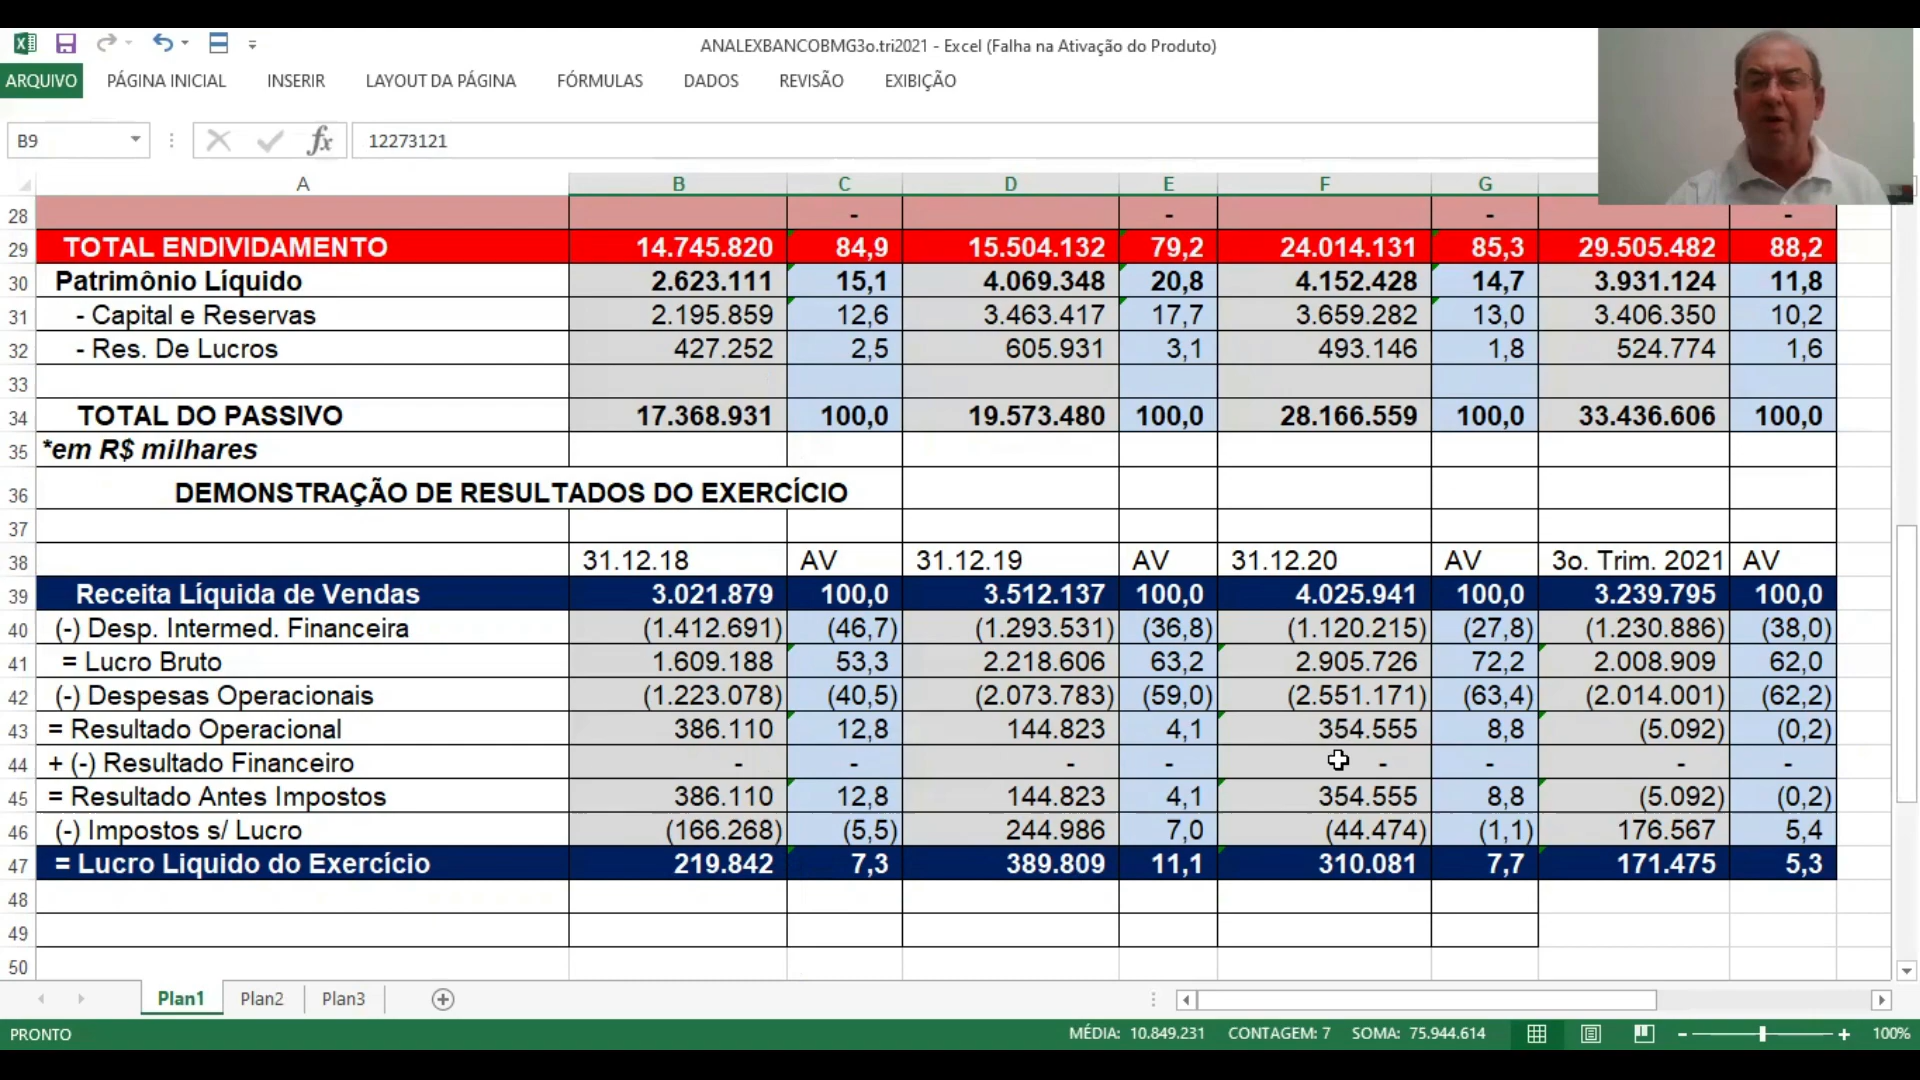 ANALEXBANCOBMG3o.tri2021 - Excel (Falha na Ativação do Produto)
ARQUIVO PÁGINA INICIAL INSERIR LAYOUT DA PÁGINA FÓRMULAS DADOS REVISÃO EXIBIÇÃO
B9 fx 12273121
A B C D E F G
28 - - - -
29 TOTAL ENDIVIDAMENTO 14.745.820 84,9 15.504.132 79,2 24.014.131 85,3 29.505.482 88,2
30 Patrimônio Líquido 2.623.111 15,1 4.069.348 20,8 4.152.428 14,7 3.931.124 11,8
31 - Capital e Reservas 2.195.859 12,6 3.463.417 17,7 3.659.282 13,0 3.406.350 10,2
32 - Res. De Lucros 427.252 2,5 605.931 3,1 493.146 1,8 524.774 1,6
33
34 TOTAL DO PASSIVO 17.368.931 100,0 19.573.480 100,0 28.166.559 100,0 33.436.606 100,0
35 *em R$ milhares
36 DEMONSTRAÇÃO DE RESULTADOS DO EXERCÍCIO
37
38 31.12.18 AV 31.12.19 AV 31.12.20 AV 3o. Trim. 2021 AV
39 Receita Líquida de Vendas 3.021.879 100,0 3.512.137 100,0 4.025.941 100,0 3.239.795 100,0
40 (-) Desp. Intermed. Financeira (1.412.691) (46,7) (1.293.531) (36,8) (1.120.215) (27,8) (1.230.886) (38,0)
41 = Lucro Bruto 1.609.188 53,3 2.218.606 63,2 2.905.726 72,2 2.008.909 62,0
42 (-) Despesas Operacionais (1.223.078) (40,5) (2.073.783) (59,0) (2.551.171) (63,4) (2.014.001) (62,2)
43 = Resultado Operacional 386.110 12,8 144.823 4,1 354.555 8,8 (5.092) (0,2)
44 + (-) Resultado Financeiro - - - - - - - -
45 = Resultado Antes Impostos 386.110 12,8 144.823 4,1 354.555 8,8 (5.092) (0,2)
46 (-) Impostos s/ Lucro (166.268) (5,5) 244.986 7,0 (44.474) (1,1) 176.567 5,4
47 = Lucro Liquido do Exercício 219.842 7,3 389.809 11,1 310.081 7,7 171.475 5,3
48
49
50
Plan1 Plan2 Plan3
PRONTO MÉDIA: 10.849.231 CONTAGEM: 7 SOMA: 75.944.614 100%